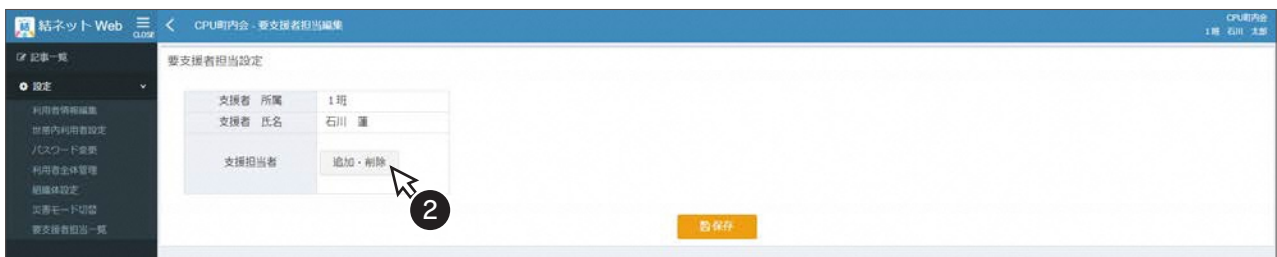 結ネット Web
CLOSE
CPU町内会 - 要支援者担当編集
CPU町内会
1班 石川 太郎
記事一覧
設定
利用者情報編集
世帯内利用者設定
パスワード変更
利用者全体管理
組織体設定
災害モード切替
要支援者担当一覧
要支援者担当設定
支援者 所属 1班
支援者 氏名 石川 蓮
支援担当者 追加・削除
2
保存